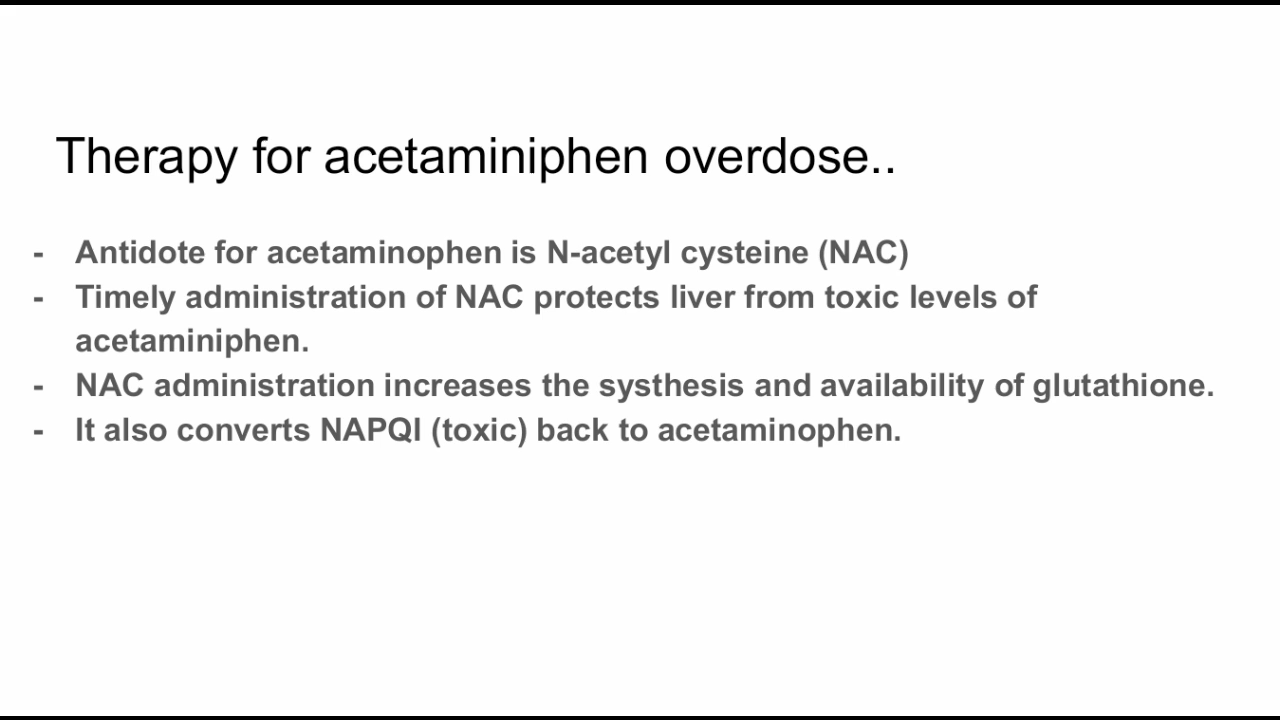 Therapy for acetaminiphen overdose..
- Antidote for acetaminophen is N-acetyl cysteine (NAC)
- Timely administration of NAC protects liver from toxic levels of
acetaminiphen.
- NAC administration increases the systhesis and availability of glutathione.
- It also converts NAPQI (toxic) back to acetaminophen.